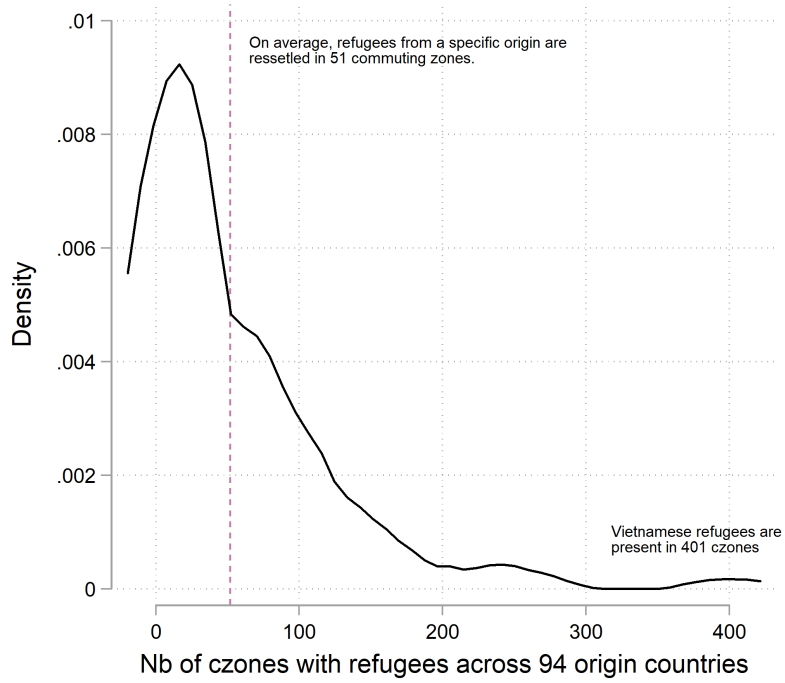 .01
On average, refugees from a specific origin are
ressetled in 51 commuting zones.
.008
.006
Density
.004
.002
Vietnamese refugees are
present in 401 czones
0
0 100 200 300 400
Nb of czones with refugees across 94 origin countries